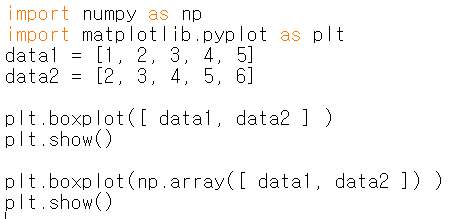 import numpy as np
import matplotlib.pyplot as plt
data1 = [1, 2, 3, 4, 5]
data2 = [2, 3, 4, 5, 6]
plt.boxplot([ data1, data2 ] )
plt.show()
plt.boxplot(np.array([ data1, data2 ]) )
plt.show()